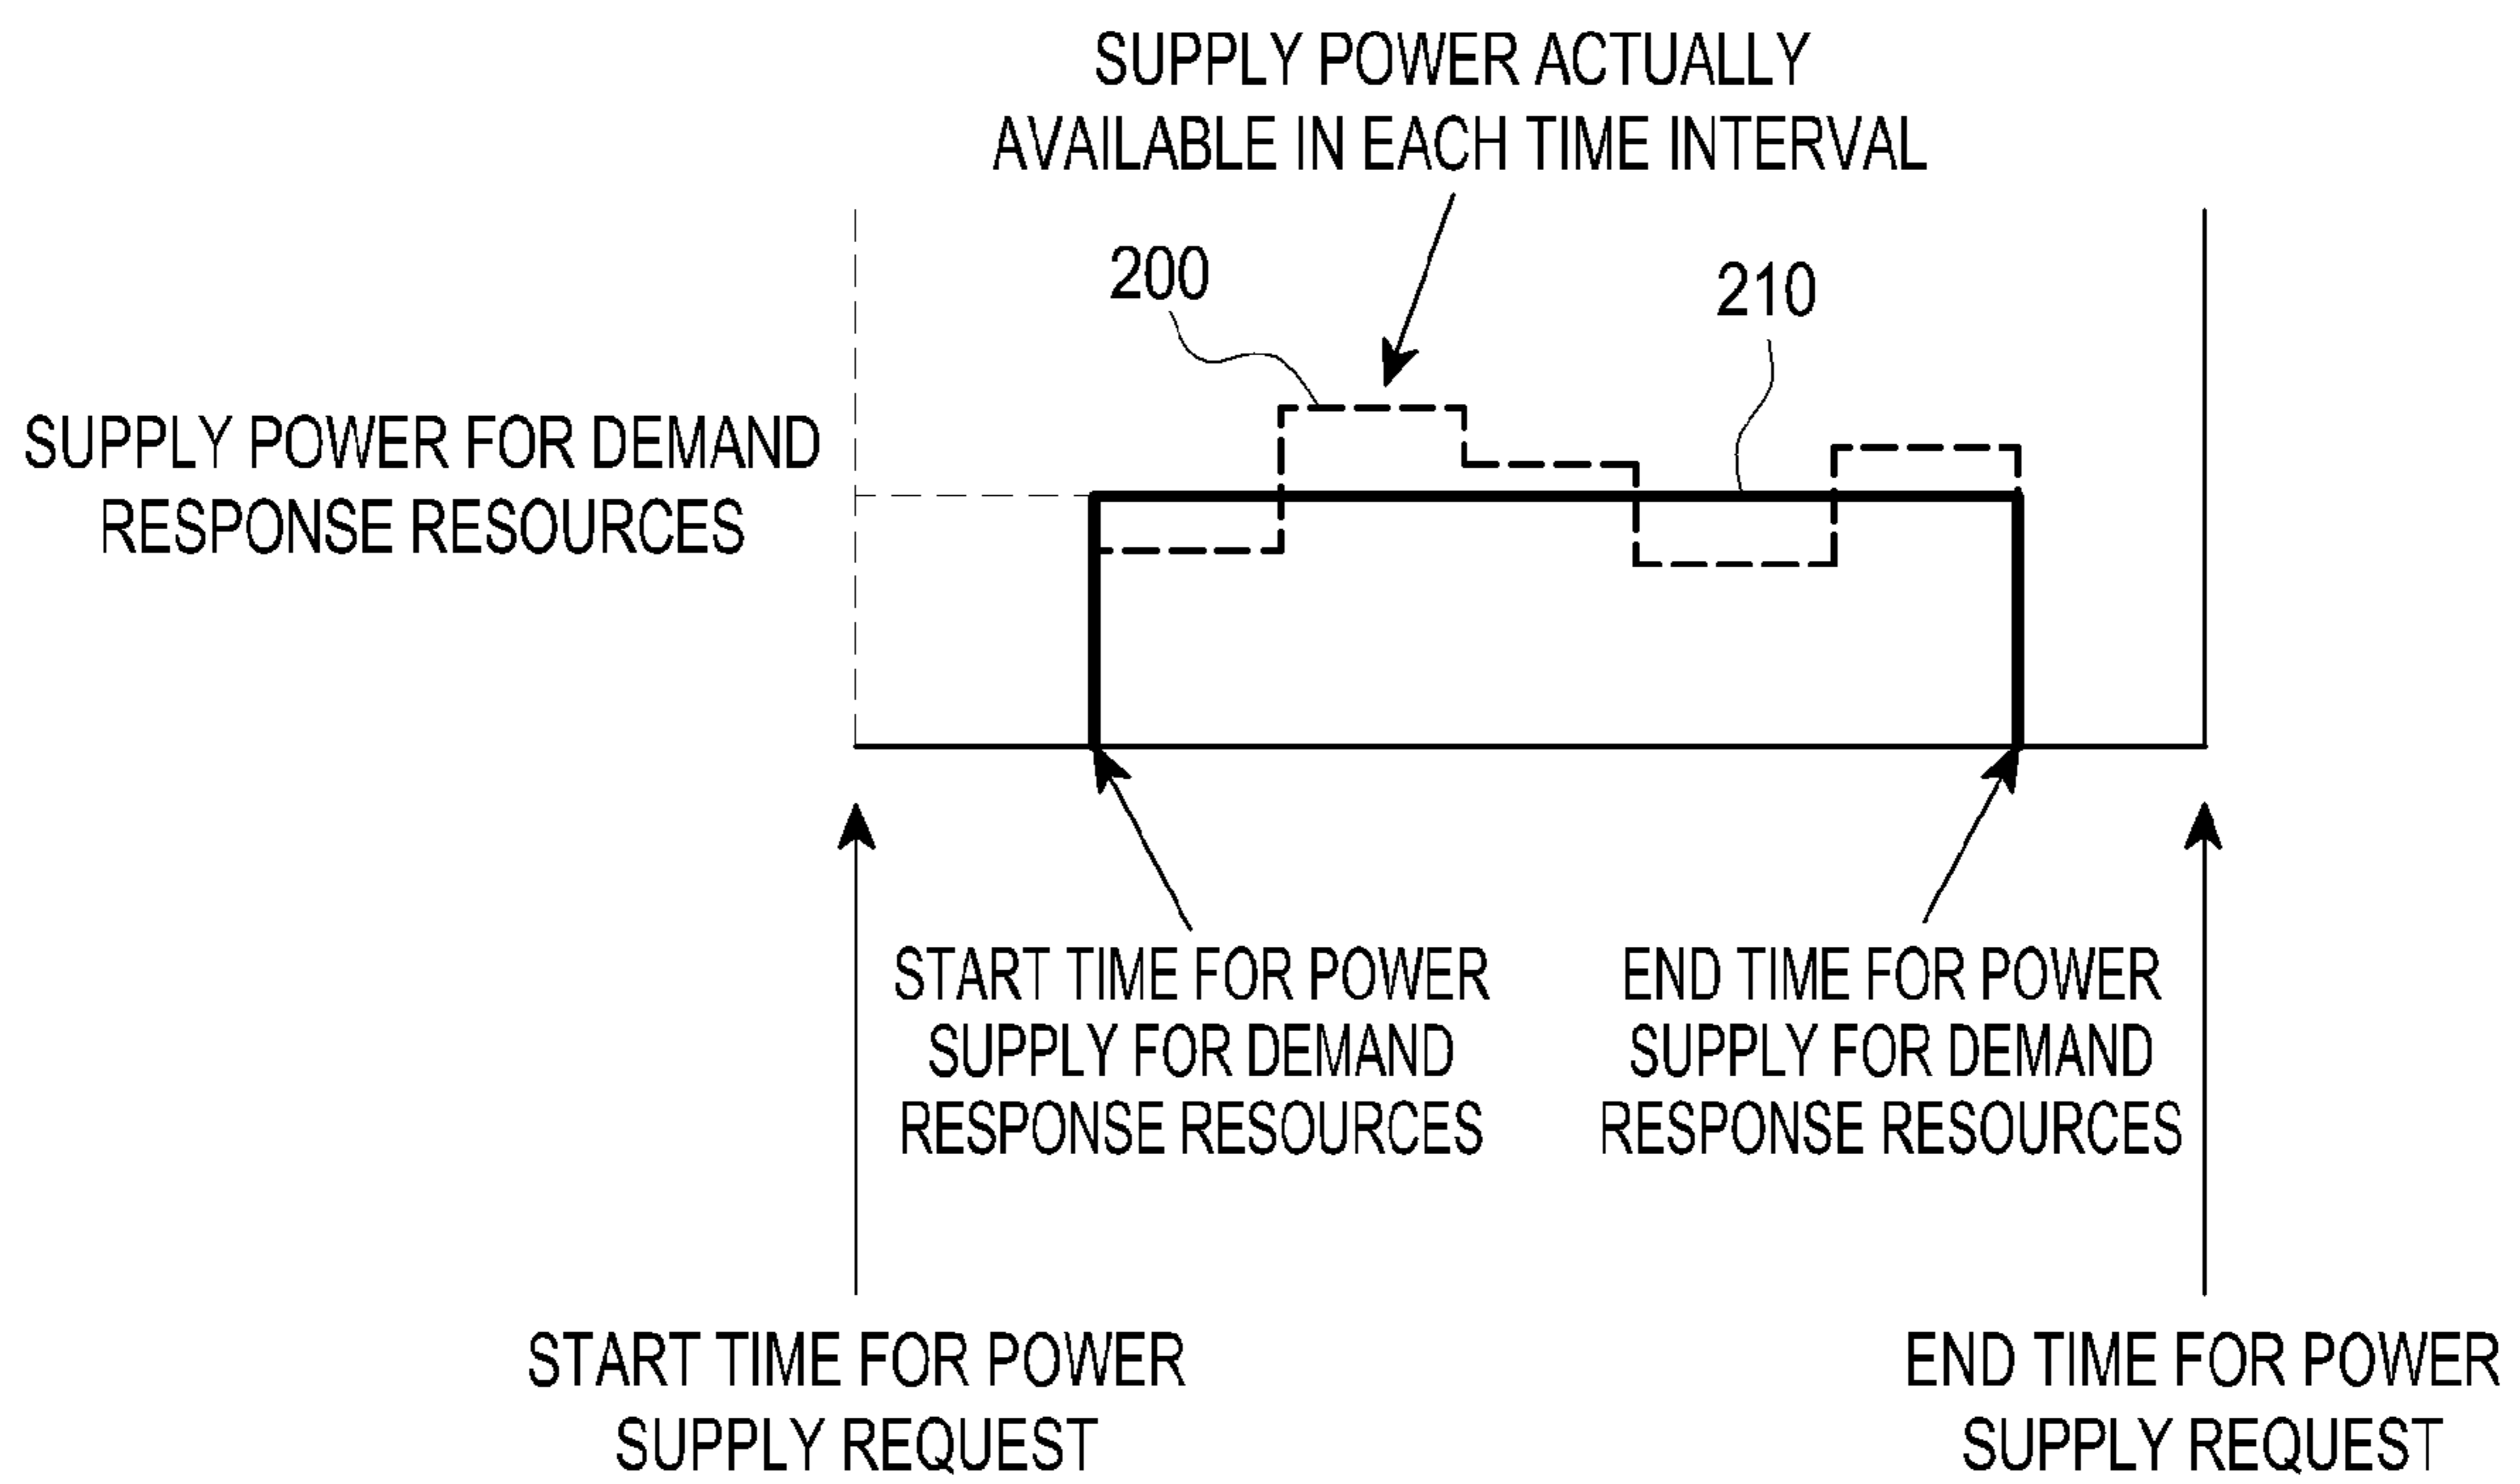 SUPPLY POWER ACTUALLY
AVAILABLE IN EACH TIME INTERVAL
200
210
SUPPLY POWER FOR DEMAND
RESPONSE RESOURCES
START TIME FOR POWER
SUPPLY FOR DEMAND
RESPONSE RESOURCES
END TIME FOR POWER
SUPPLY FOR DEMAND
RESPONSE RESOURCES
START TIME FOR POWER
SUPPLY REQUEST
END TIME FOR POWER
SUPPLY REQUEST